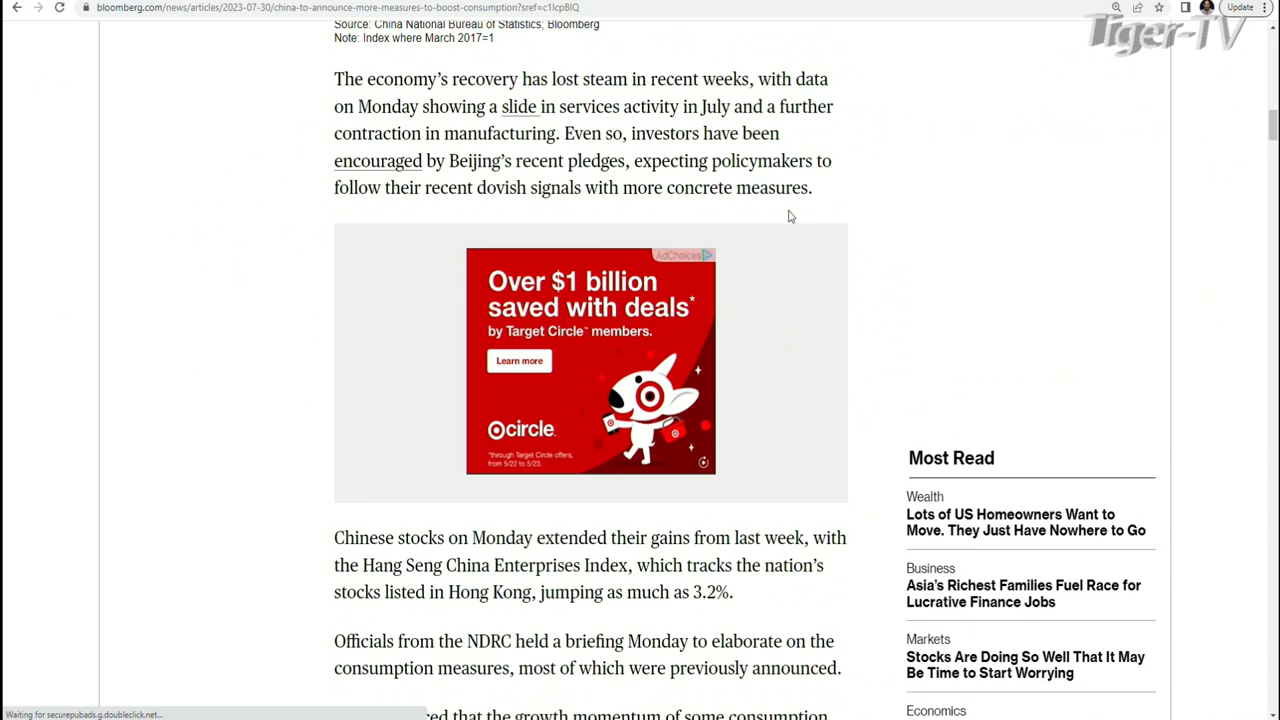 bloomberg.com/news/articles/2023-07-30/china-to-announce-more-measures-to-boost-consumption?sref=c1IcpBIQ
Update
Tiger-TV
Source: China National Bureau of Statistics; Bloomberg
Note: Index where March 2017=1
The economy’s recovery has lost steam in recent weeks, with data
on Monday showing a slide in services activity in July and a further
contraction in manufacturing. Even so, investors have been
encouraged by Beijing’s recent pledges, expecting policymakers to
follow their recent dovish signals with more concrete measures.
AdChoices
Over $1 billion
saved with deals*
by Target Circle™ members.
Learn more
circle.
*through Target Circle offers,
from 5/22 to 5/23.
Chinese stocks on Monday extended their gains from last week, with
the Hang Seng China Enterprises Index, which tracks the nation’s
stocks listed in Hong Kong, jumping as much as 3.2%.
Officials from the NDRC held a briefing Monday to elaborate on the
consumption measures, most of which were previously announced.
ced that the growth momentum of some consumption
Most Read
Wealth
Lots of US Homeowners Want to
Move. They Just Have Nowhere to Go
Business
Asia’s Richest Families Fuel Race for
Lucrative Finance Jobs
Markets
Stocks Are Doing So Well That It May
Be Time to Start Worrying
Economics
Waiting for securepubads.g.doubleclick.net...